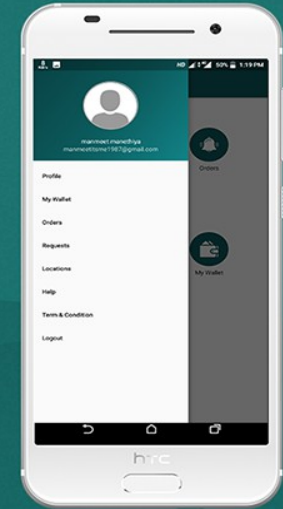 HD 50% 1:19 PM
manmeet manethiya
manmeetitsme1987@gmail.com
Profile
My Wallet
Orders
Requests
Locations
Help
Term & Condition
Logout
Orders
My Wallet
hTC